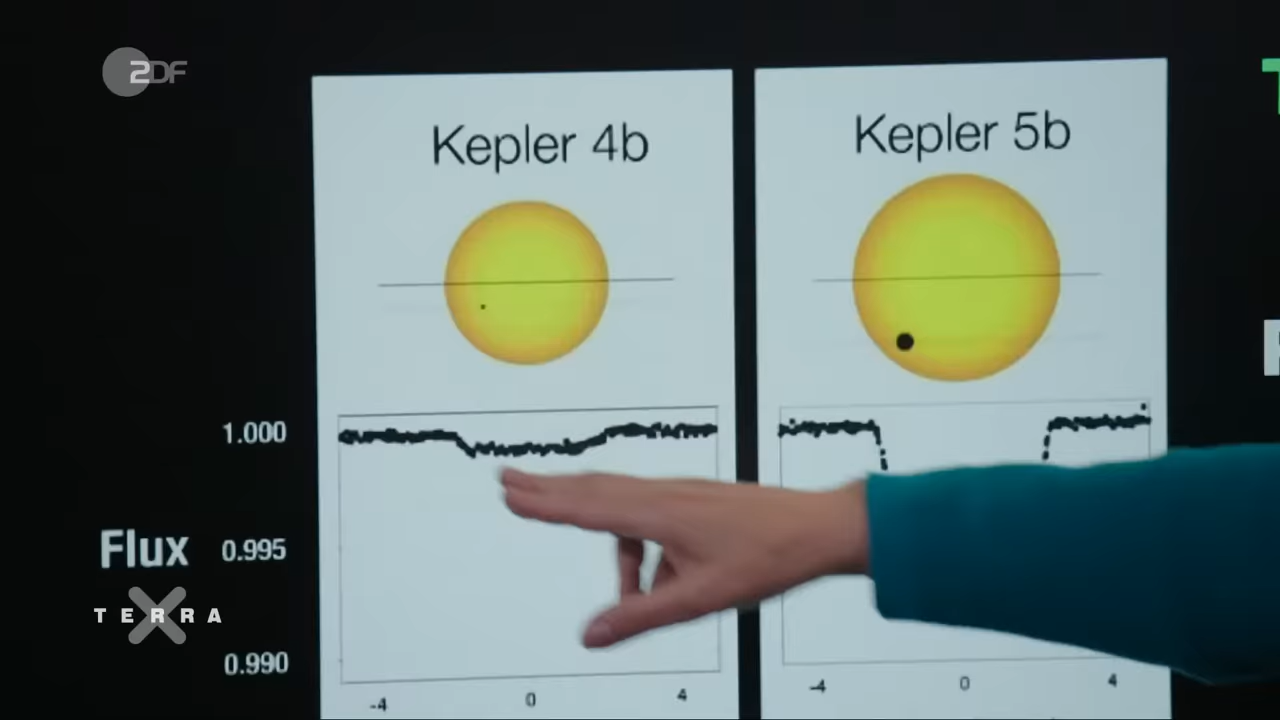 2DF
Kepler 4b
Kepler 5b
1.000
Flux
0.995
TERRA X
0.990
-4
0
4
-4
0
4